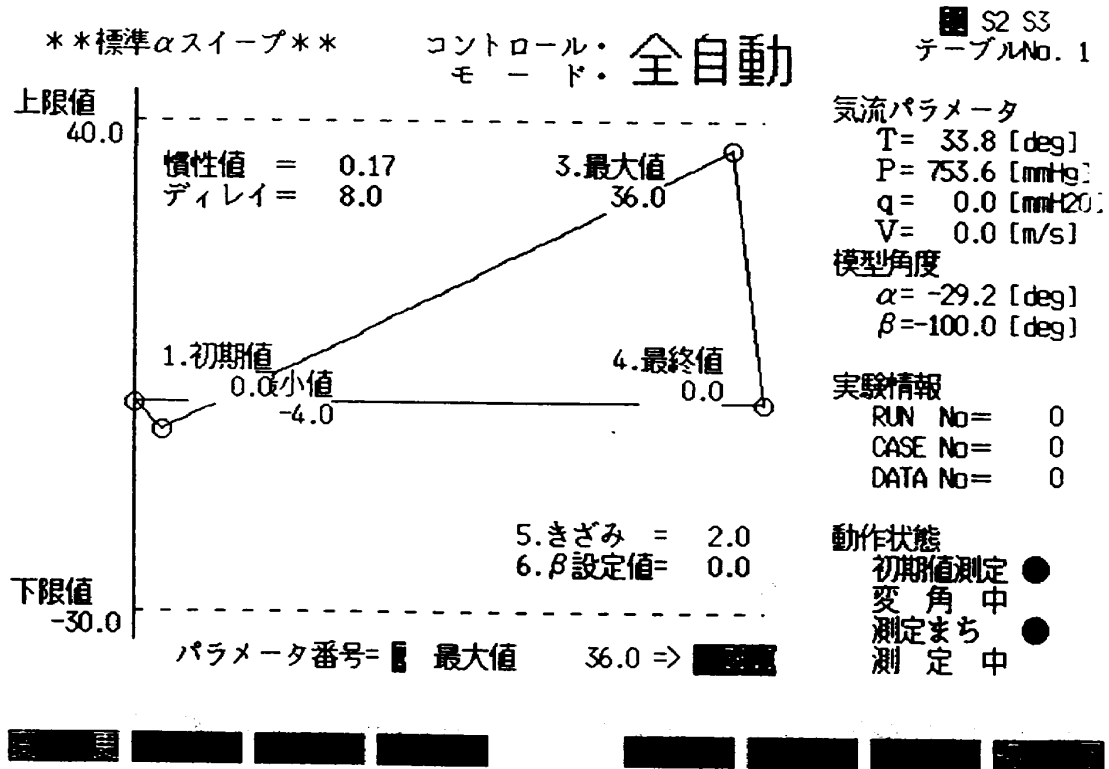 **標準αスイープ**
コントロール・
モード・
全自動
S2 S3
テーブルNo. 1
上限値
40.0
慣性値 = 0.17
ディレイ= 8.0
3.最大値
36.0
1.初期値
0.0
小値
-4.0
4.最終値
0.0
5.きざみ = 2.0
6.β設定値= 0.0
下限値
-30.0
パラメータ番号= 最大値 36.0 =>
気流パラメータ
T= 33.8 [deg]
P= 753.6 [mmHg]
q= 0.0 [mmH2O]
V= 0.0 [m/s]
模型角度
α= -29.2 [deg]
β=-100.0 [deg]
実験情報
RUN No= 0
CASE No= 0
DATA No= 0
動作状態
初期値測定 ●
変 角 中
測定まち ●
測 定 中